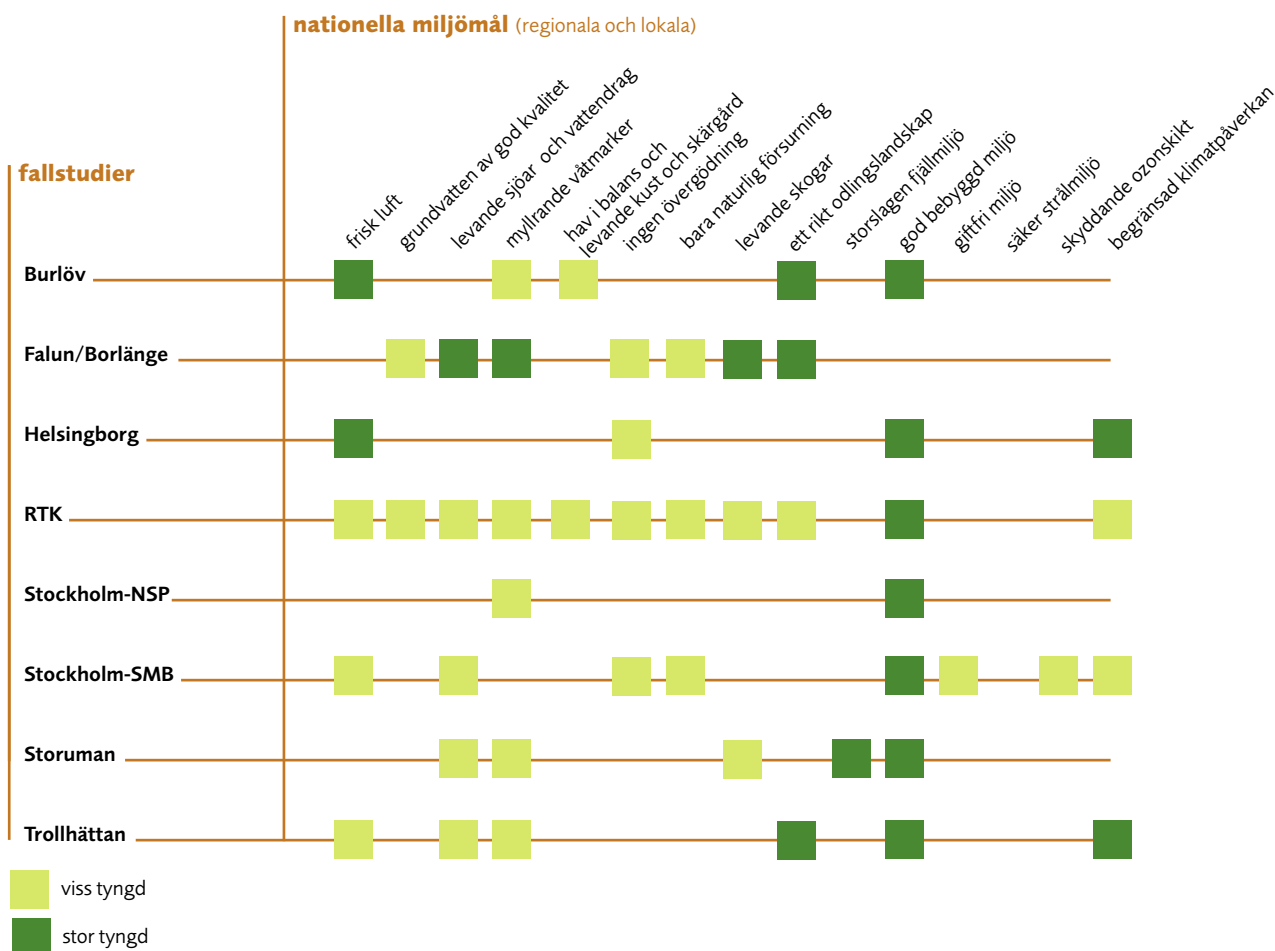 nationella miljömål (regionala och lokala)
fallstudier
frisk luft
grundvatten av god kvalitet
levande sjöar och vattendrag
myllrande våtmarker
hav i balans och
levande kust och skärgård
ingen övergödning
bara naturlig försurning
levande skogar
ett rikt odlingslandskap
storslagen fjällmiljö
god bebyggd miljö
giftfri miljö
säker strålmiljö
skyddande ozonskikt
begränsad klimatpåverkan
Burlöv
Falun/Borlänge
Helsingborg
RTK
Stockholm-NSP
Stockholm-SMB
Storuman
Trollhättan
viss tyngd
stor tyngd